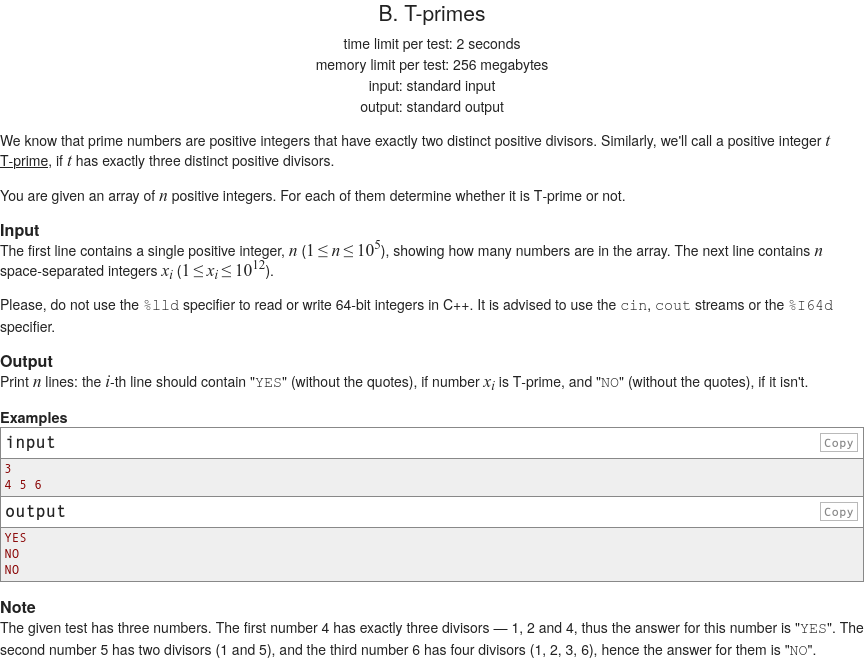 B. T-primes
time limit per test: 2 seconds
memory limit per test: 256 megabytes
input: standard input
output: standard output
We know that prime numbers are positive integers that have exactly two distinct positive divisors. Similarly, we'll call a positive integer t
T-prime, if t has exactly three distinct positive divisors.
You are given an array of n positive integers. For each of them determine whether it is T-prime or not.
Input
The first line contains a single positive integer, n (1 ≤ n ≤ 10^5), showing how many numbers are in the array. The next line contains n
space-separated integers x_i (1 ≤ x_i ≤ 10^12).
Please, do not use the %lld specifier to read or write 64-bit integers in C++. It is advised to use the cin, cout streams or the %I64d
specifier.
Output
Print n lines: the i-th line should contain "YES" (without the quotes), if number x_i is T-prime, and "NO" (without the quotes), if it isn't.
Examples
input Copy
3
4 5 6
output Copy
YES
NO
NO
Note
The given test has three numbers. The first number 4 has exactly three divisors — 1, 2 and 4, thus the answer for this number is "YES". The
second number 5 has two divisors (1 and 5), and the third number 6 has four divisors (1, 2, 3, 6), hence the answer for them is "NO".